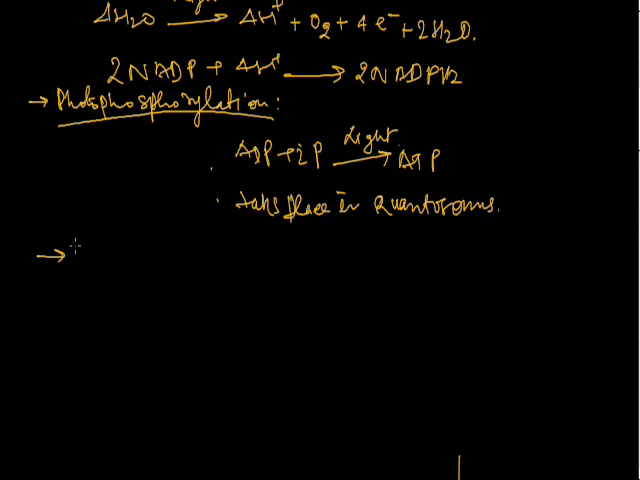 4H2O → 4H+ + O2 + 4e- + 2H2O.
2NADP + 4H+ → 2NADPH2
→ Photophosphorylation:
Light
. ADP + iP → ATP
. takes place in Quantosomes.
→